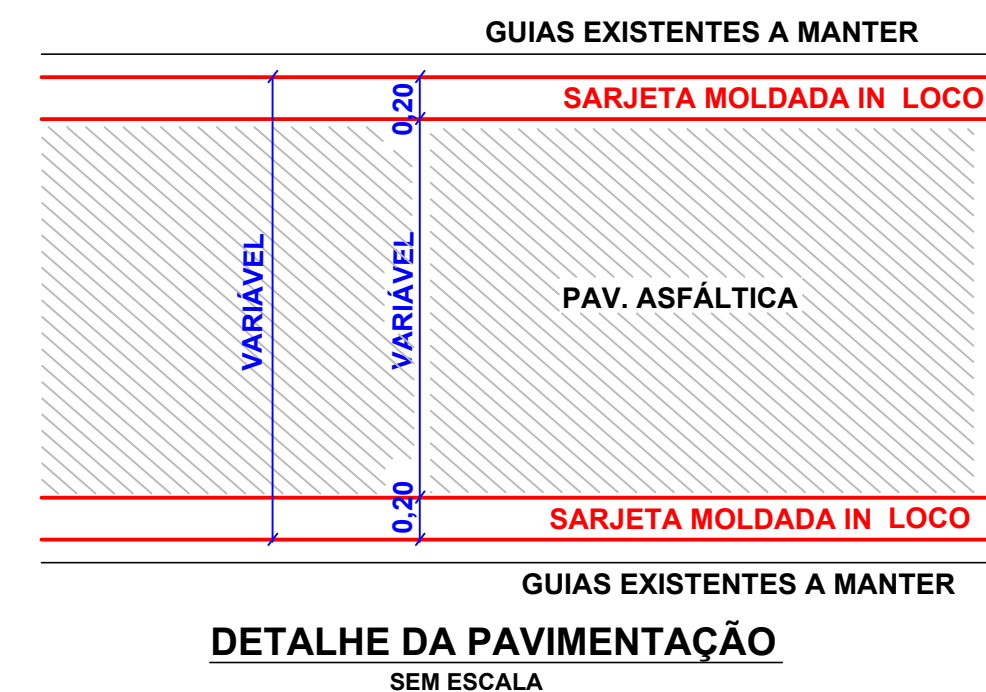 GUIAS EXISTENTES A MANTER
0,20
SARJETA MOLDADA IN LOCO
VARIÁVEL
VARIÁVEL
PAV. ASFÁLTICA
0,20
SARJETA MOLDADA IN LOCO
GUIAS EXISTENTES A MANTER
DETALHE DA PAVIMENTAÇÃO
SEM ESCALA